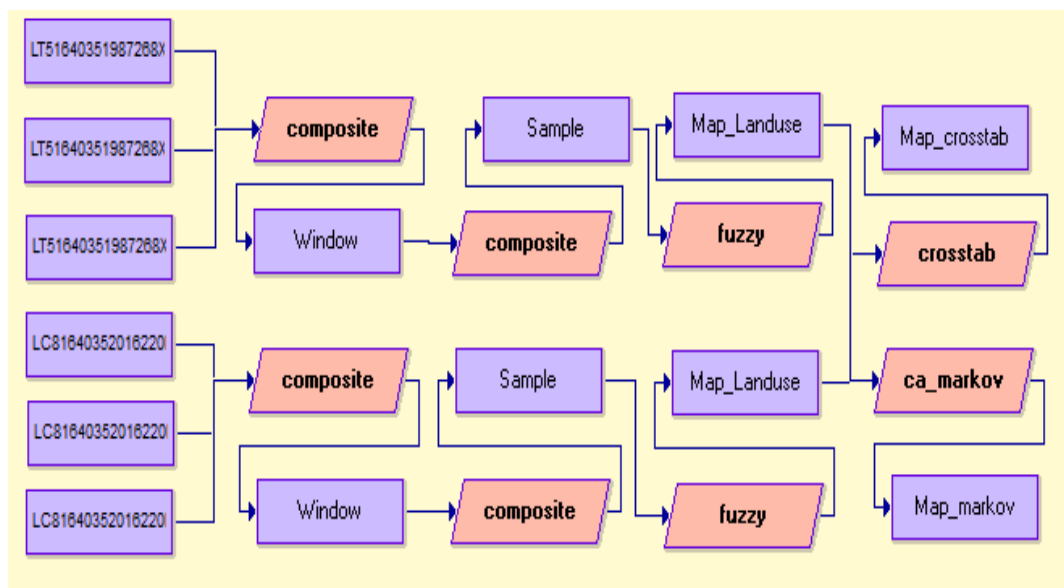 LT51640351987268X
LT51640351987268X
LT51640351987268X
composite
Window
composite
Sample
fuzzy
Map_Landuse
crosstab
Map_crosstab
LC81640352016220
LC81640352016220
LC81640352016220
composite
Window
composite
Sample
fuzzy
Map_Landuse
ca_markov
Map_markov